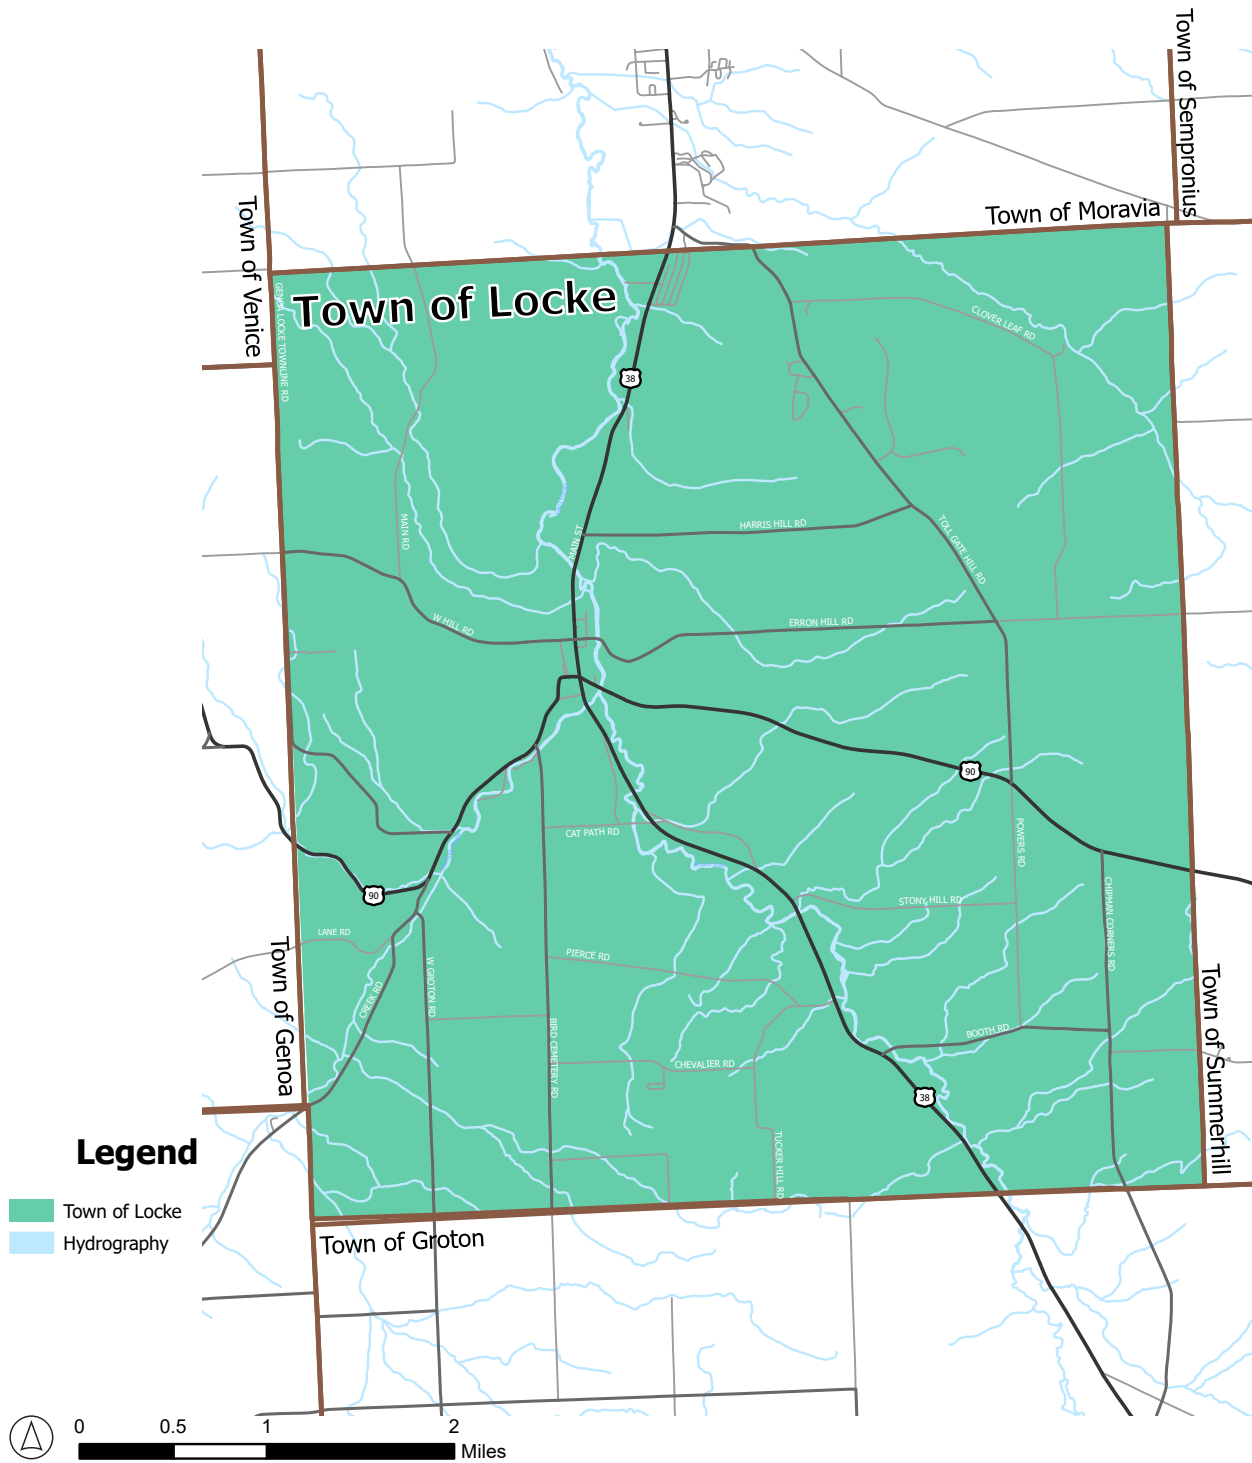 Town of Sempronius
Town of Moravia
Town of Venice
Town of Locke
GENOA LOCKE TOWNLINE RD
CLOVER LEAF RD
38
MAIN RD
MAIN ST
HARRIS HILL RD
TOLLGATE HILL RD
W HILL RD
ERRON HILL RD
90
CAT PATH RD
POWERS RD
90
CHIPMAN CORNERS RD
STONY HILL RD
LANE RD
PIERCE RD
W GROTON RD
CREEK RD
Town of Genoa
BIRD CEMETERY RD
BOOTH RD
Town of Summerhill
CHEVALIER RD
38
TUCKER HILL RD
Legend
Town of Locke
Hydrography
Town of Groton
0 0.5 1 2
Miles